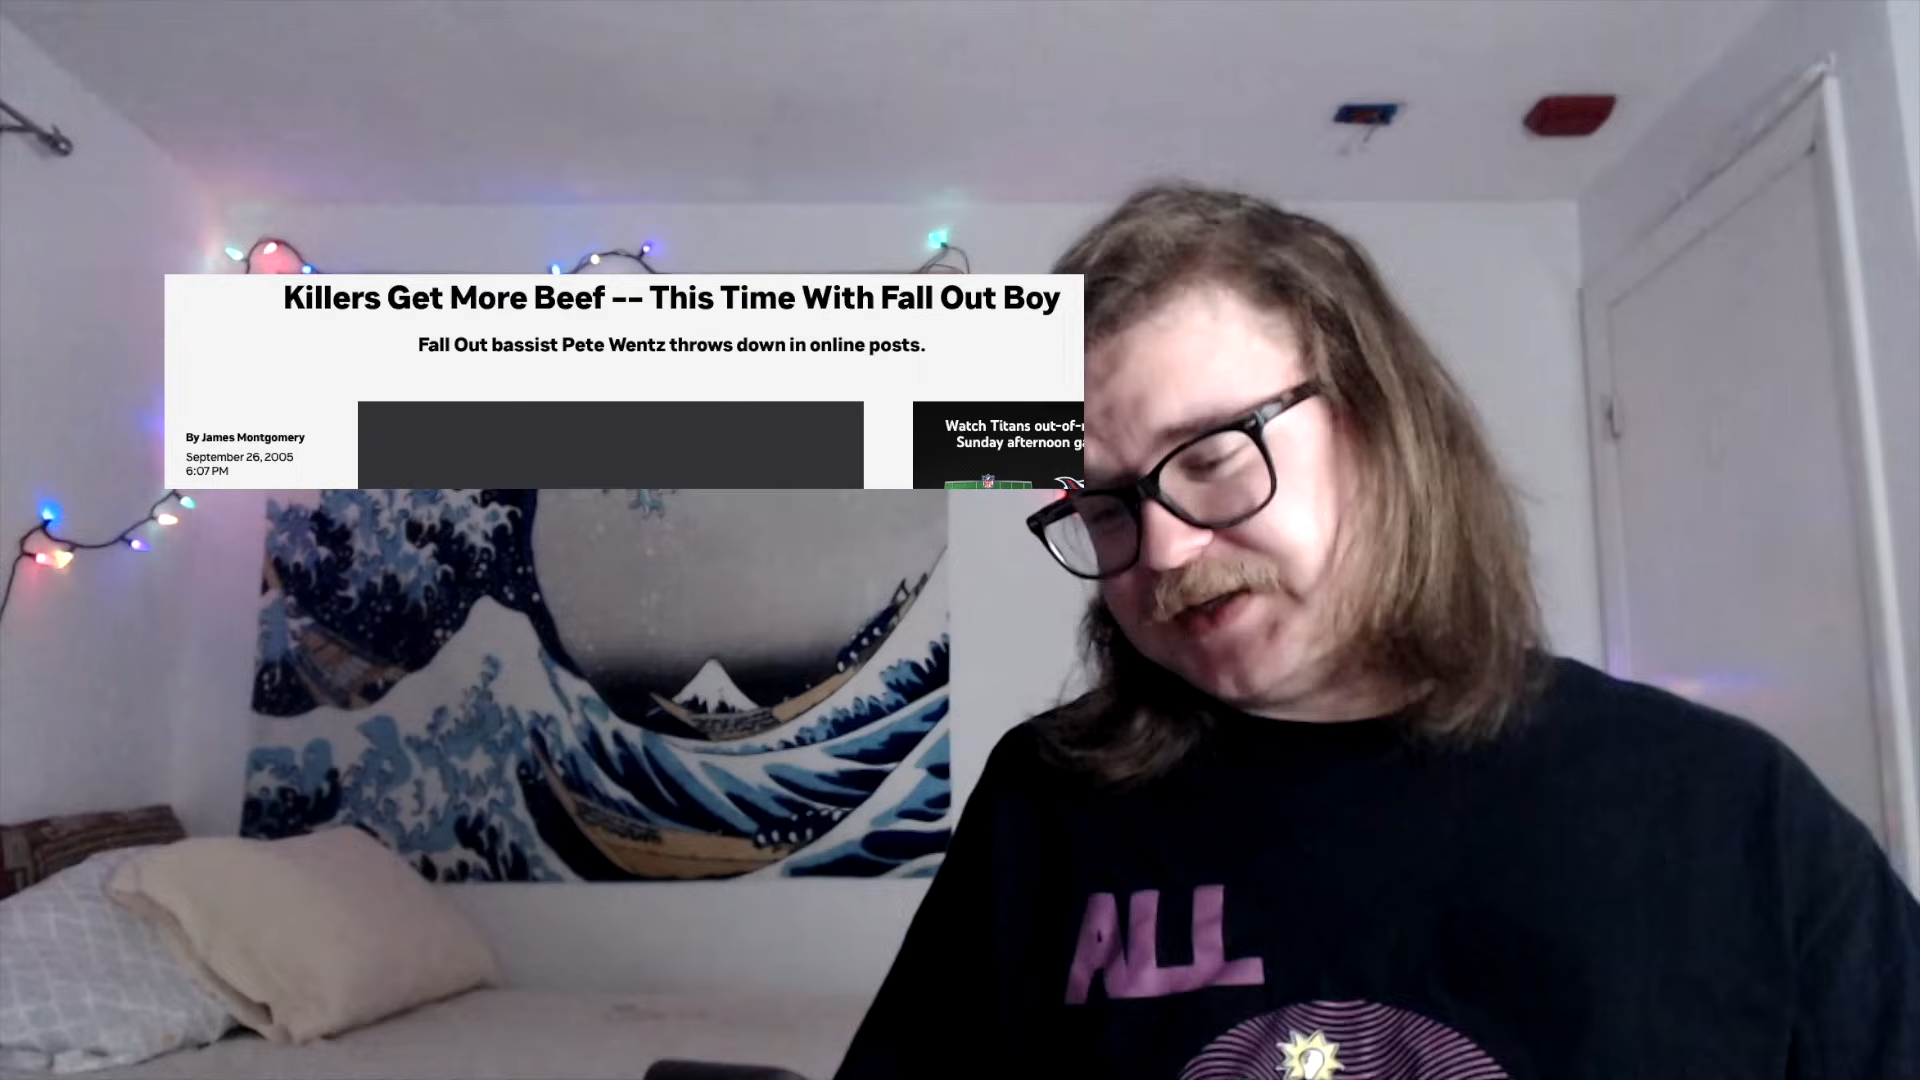 Killers Get More Beef -- This Time With Fall Out Boy
Fall Out bassist Pete Wentz throws down in online posts.
By James Montgomery
September 26, 2005
6:07 PM
Watch Titans out-of-
Sunday afternoon
ALL